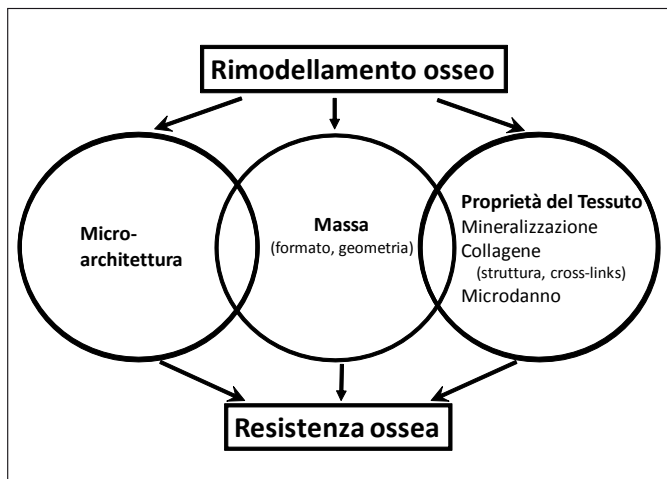 Rimodellamento osseo
Micro-
architettura
Massa
(formato, geometria)
Proprietà del Tessuto
Mineralizzazione
Collagene
(struttura, cross-links)
Microdanno
Resistenza ossea